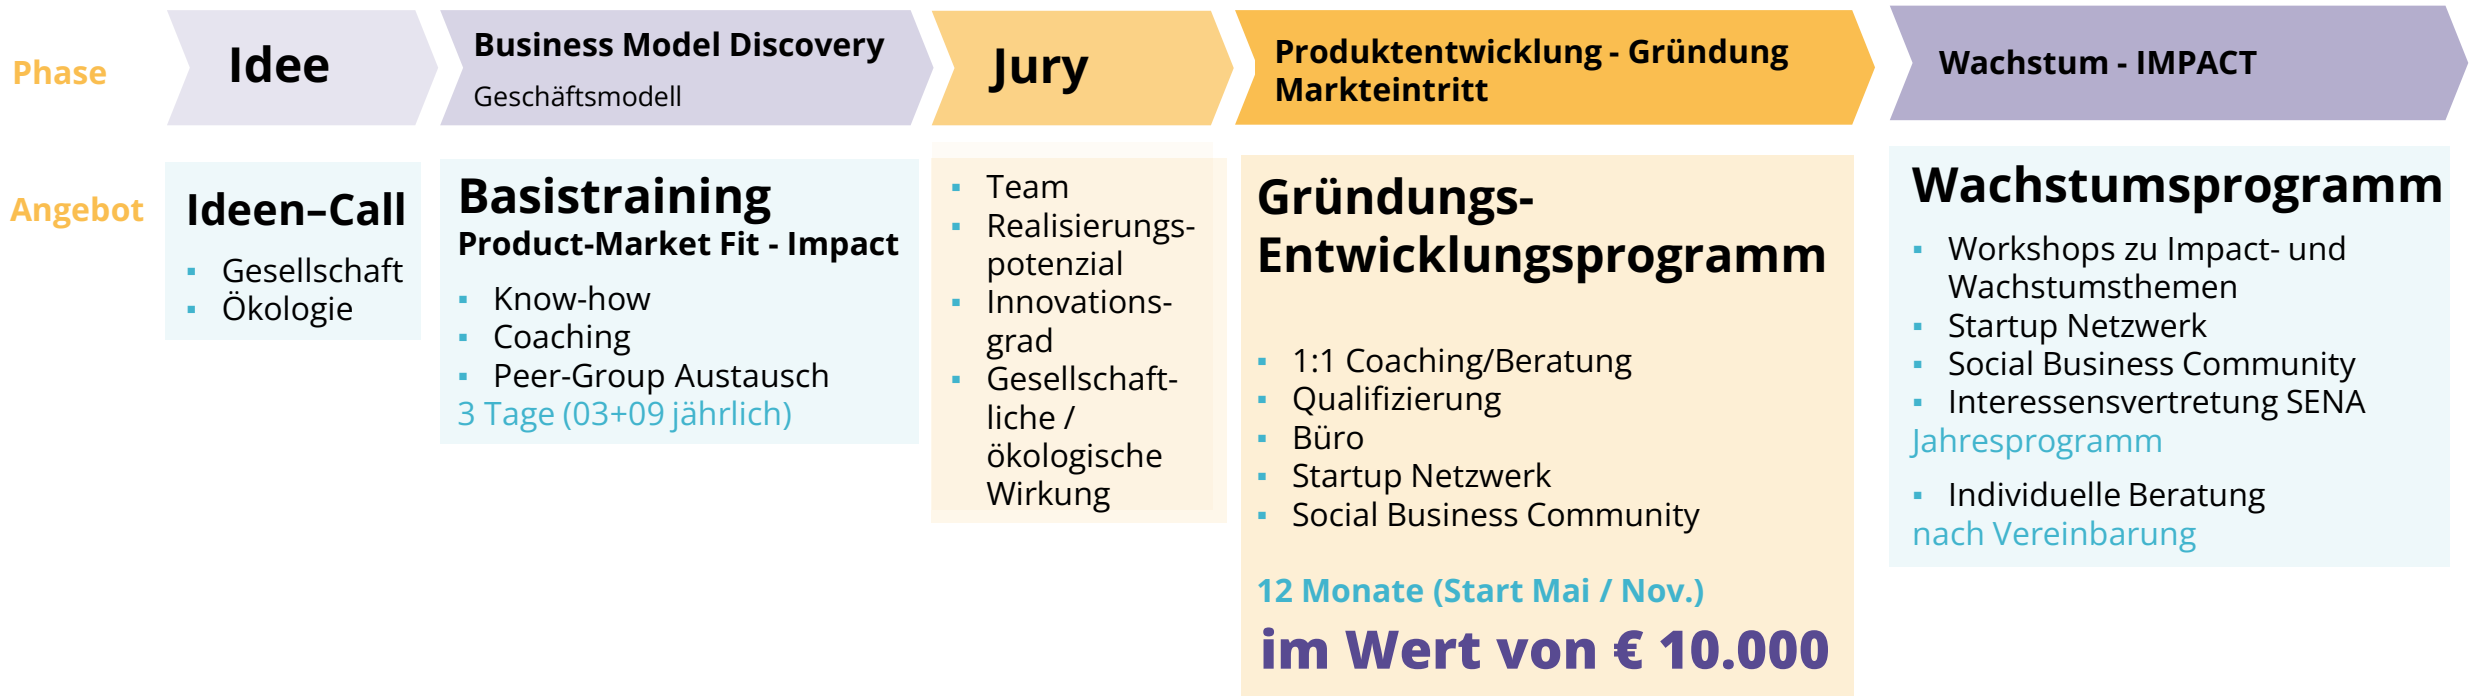 Phase
Idee
Business Model Discovery
Geschäftsmodell
Jury
Produktentwicklung - Gründung
Markteintritt
Wachstum - IMPACT
Angebot
Ideen–Call
▪ Gesellschaft
▪ Ökologie
Basistraining
Product-Market Fit - Impact
▪ Know-how
▪ Coaching
▪ Peer-Group Austausch
3 Tage (03+09 jährlich)
▪ Team
▪ Realisierungs-
potenzial
▪ Innovations-
grad
▪ Gesellschaft-
liche /
ökologische
Wirkung
Gründungs-
Entwicklungsprogramm
▪ 1:1 Coaching/Beratung
▪ Qualifizierung
▪ Büro
▪ Startup Netzwerk
▪ Social Business Community
12 Monate (Start Mai / Nov.)
im Wert von € 10.000
Wachstumsprogramm
▪ Workshops zu Impact- und
Wachstumsthemen
▪ Startup Netzwerk
▪ Social Business Community
▪ Interessensvertretung SENA
Jahresprogramm
▪ Individuelle Beratung
nach Vereinbarung